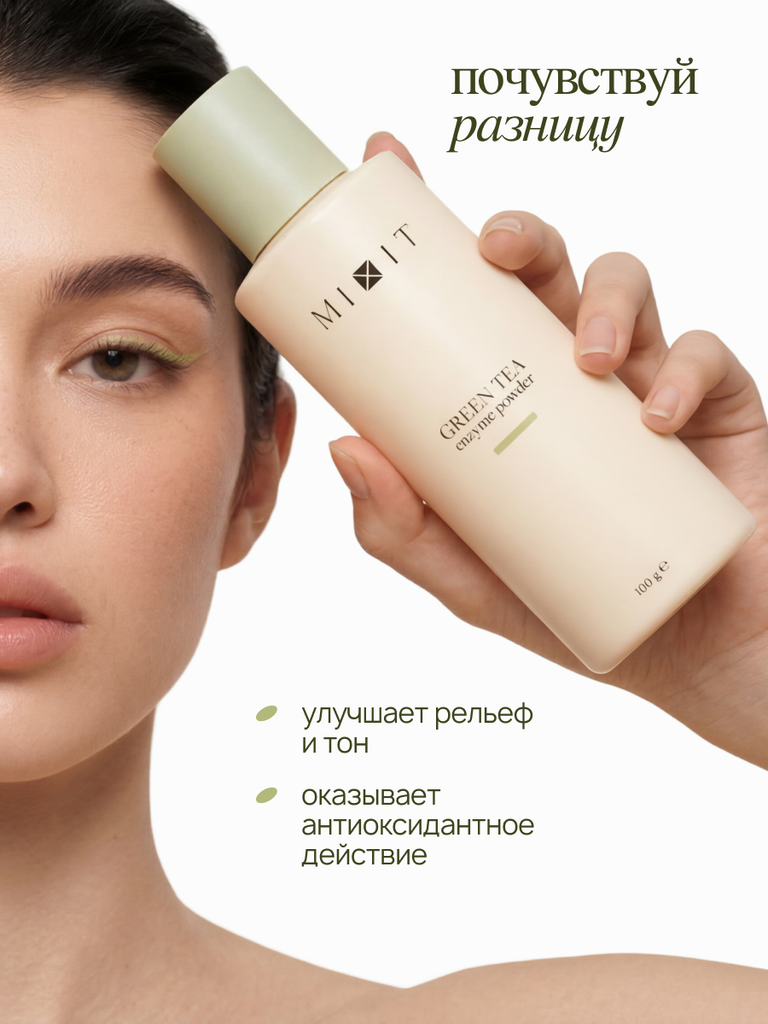 почувствуй
разницу
MIXIT
GREEN TEA
enzyme powder
100 g ℮
улучшает рельеф
и тон
оказывает
антиоксидантное
действие